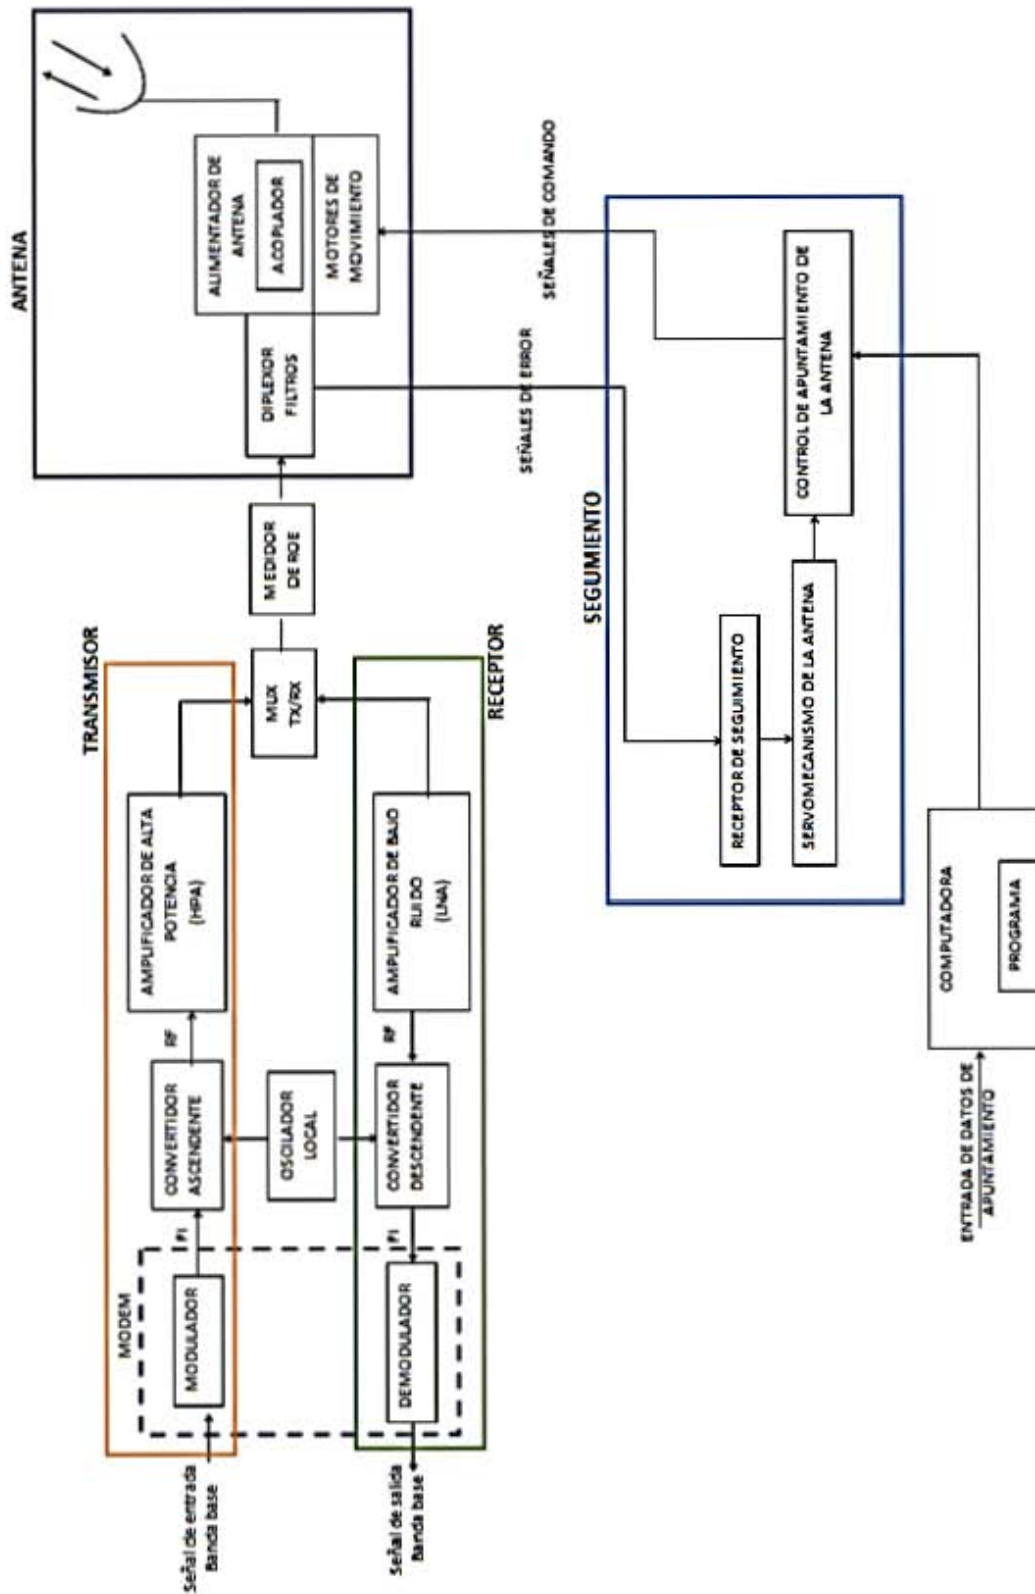 ANTENA
ALIMENTADOR DE
ANTENA
ACOPLADOR
MOTORES DE
MOVIMIENTO
DIPLEXOR
FILTROS
MEDIDOR
DE ROE
TRANSMISOR
MUX
TX/RX
RECEPTOR
AMPLIFICADOR DE ALTA
POTENCIA
(HPA)
RF
CONVERTIDOR
ASCENDENTE
FI
MODEM
MODULADOR
Señal de entrada
Banda base
OSCILADOR
LOCAL
AMPLIFICADOR DE BAJO
RUIDO
(LNA)
RF
CONVERTIDOR
DESCENDENTE
FI
DEMODULADOR
Señal de salida
Banda base
SEÑALES DE ERROR
SEÑALES DE COMANDO
SEGUMIENTO
RECEPTOR DE SEGUIMIENTO
SERVOMECANISMO DE LA ANTENA
CONTROL DE APUNTAMIENTO DE
LA ANTENA
COMPUTADORA
PROGRAMA
ENTRADA DE DATOS DE
APUNTAMIENTO